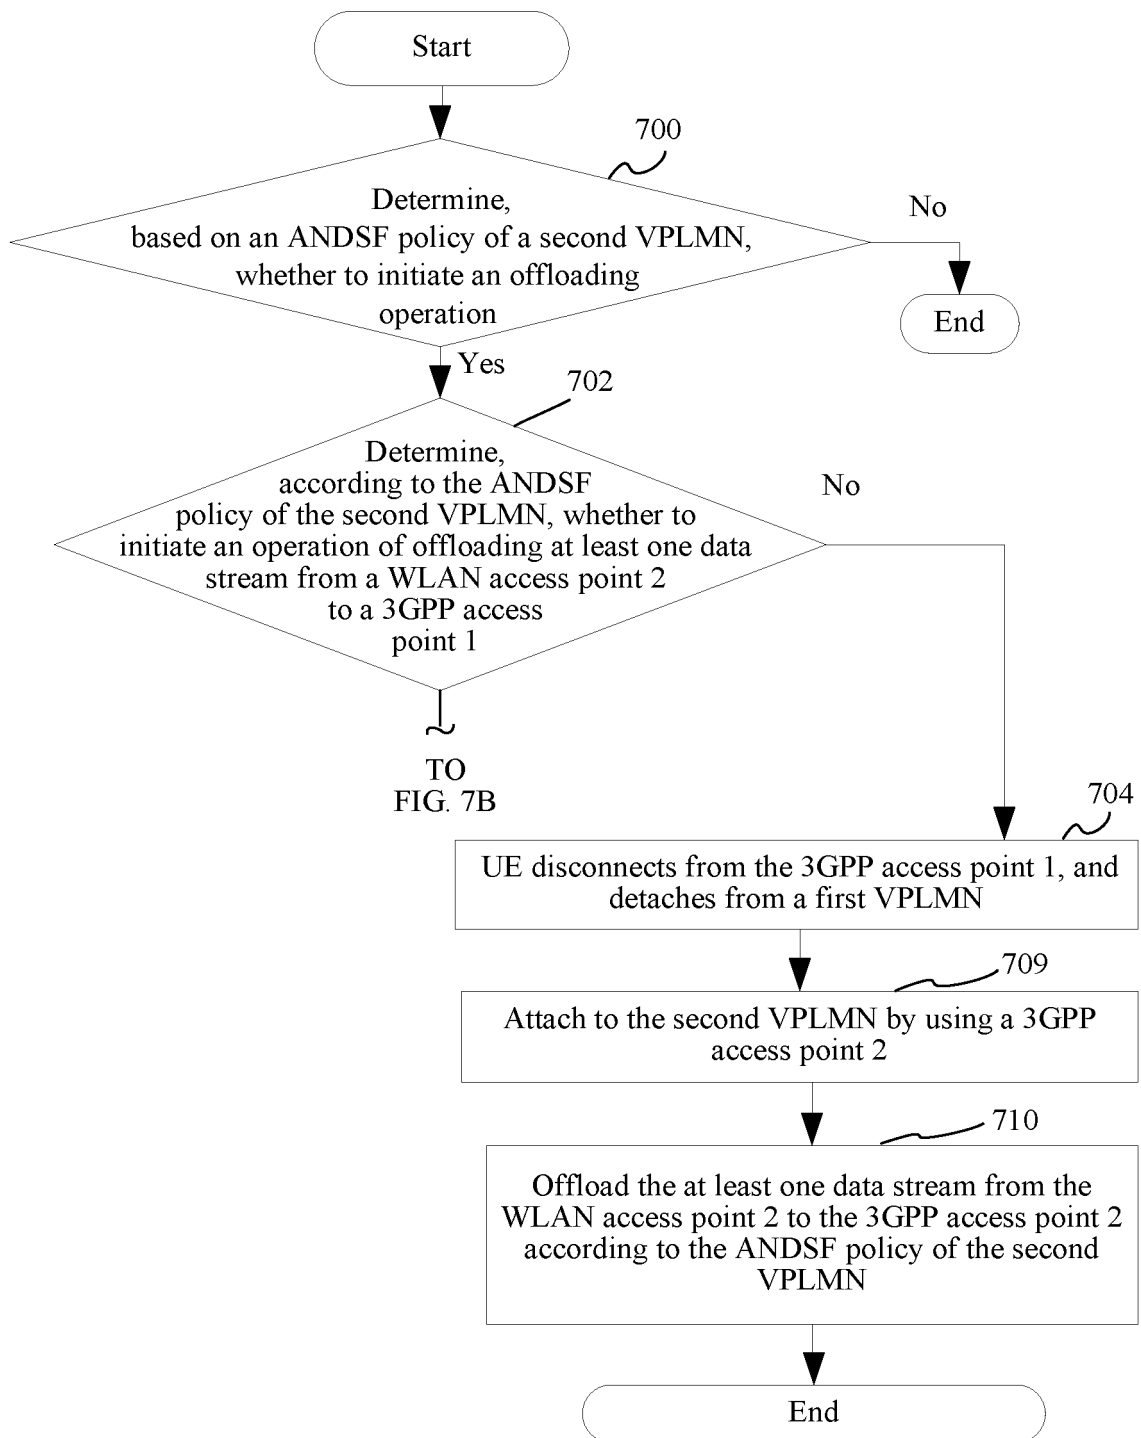 Start
700
Determine,
based on an ANDSF policy of a second VPLMN,
whether to initiate an offloading
operation
No
End
Yes
702
Determine,
according to the ANDSF
policy of the second VPLMN, whether to
initiate an operation of offloading at least one data
stream from a WLAN access point 2
to a 3GPP access
point 1
No
TO
FIG. 7B
704
UE disconnects from the 3GPP access point 1, and
detaches from a first VPLMN
709
Attach to the second VPLMN by using a 3GPP
access point 2
710
Offload the at least one data stream from the
WLAN access point 2 to the 3GPP access point 2
according to the ANDSF policy of the second
VPLMN
End